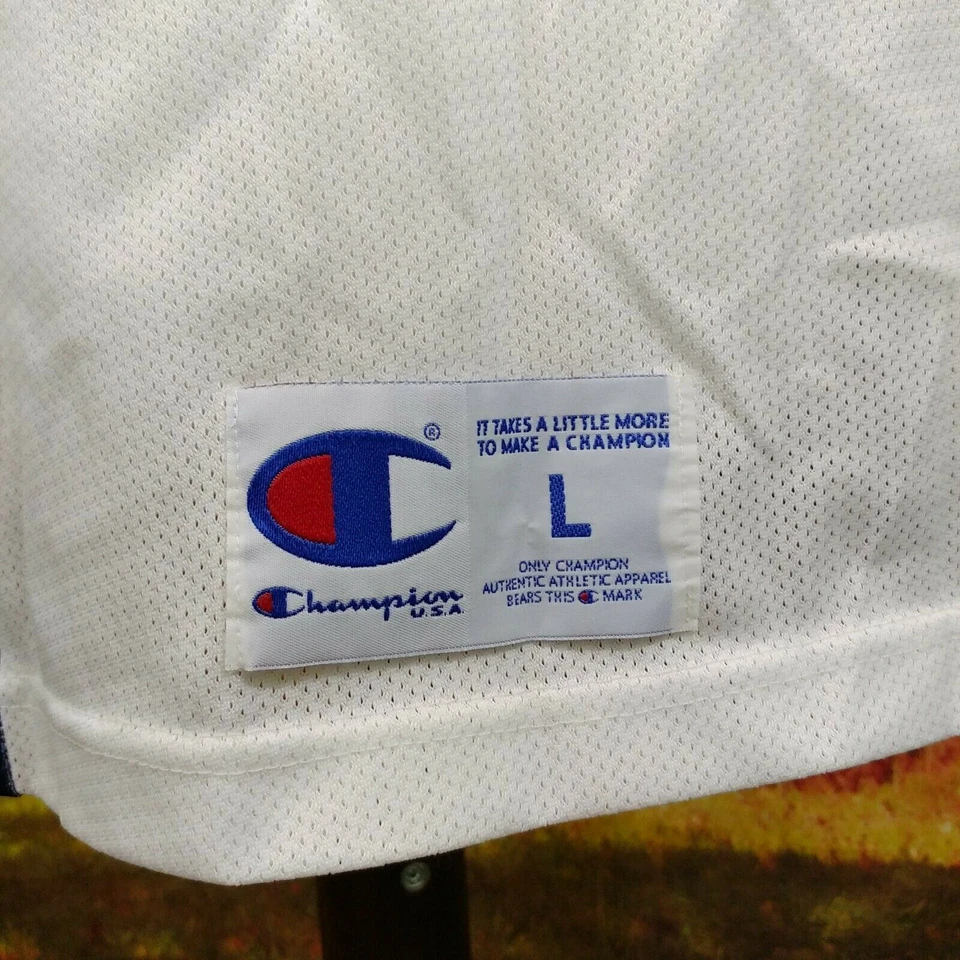 ®
Champion
U.S.A.
IT TAKES A LITTLE MORE
TO MAKE A CHAMPION
L
ONLY CHAMPION
AUTHENTIC ATHLETIC APPAREL
BEARS THIS C MARK